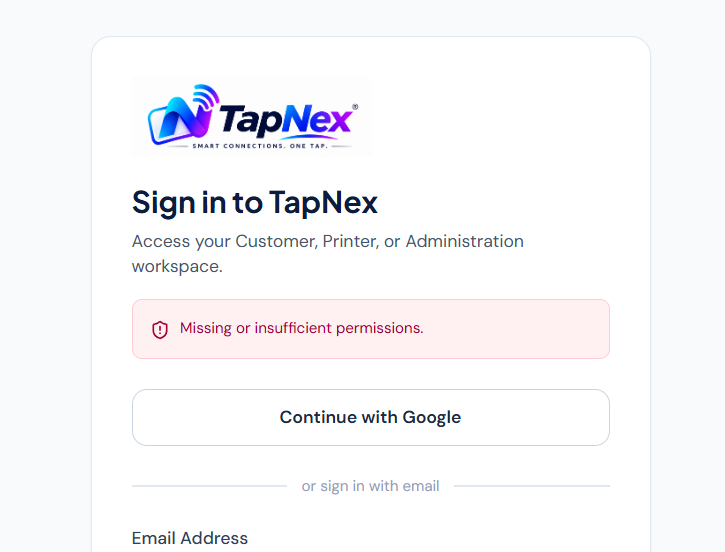 TapNex®
SMART CONNECTIONS. ONE TAP.
Sign in to TapNex
Access your Customer, Printer, or Administration
workspace.
Missing or insufficient permissions.
Continue with Google
or sign in with email
Email Address